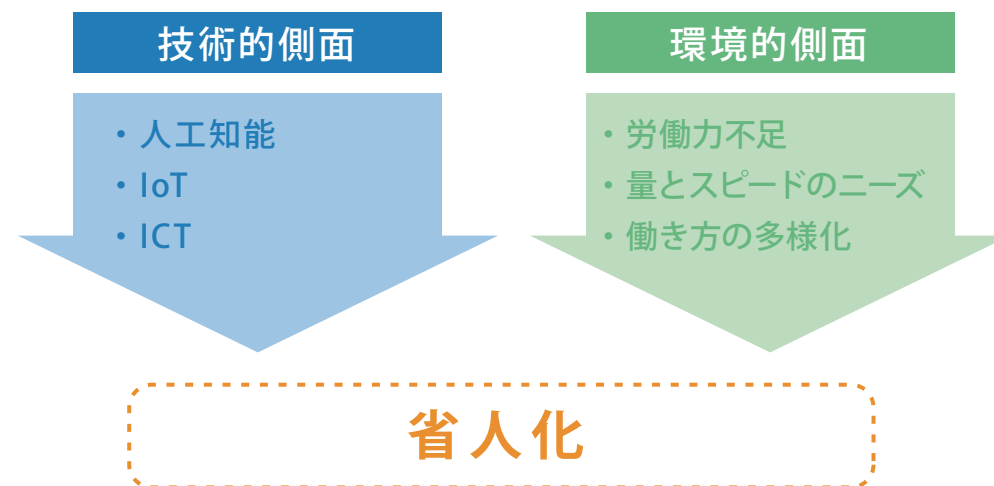 技術的側面
・人工知能
・IoT
・ICT
環境的側面
・労働力不足
・量とスピードのニーズ
・働き方の多様化
省人化